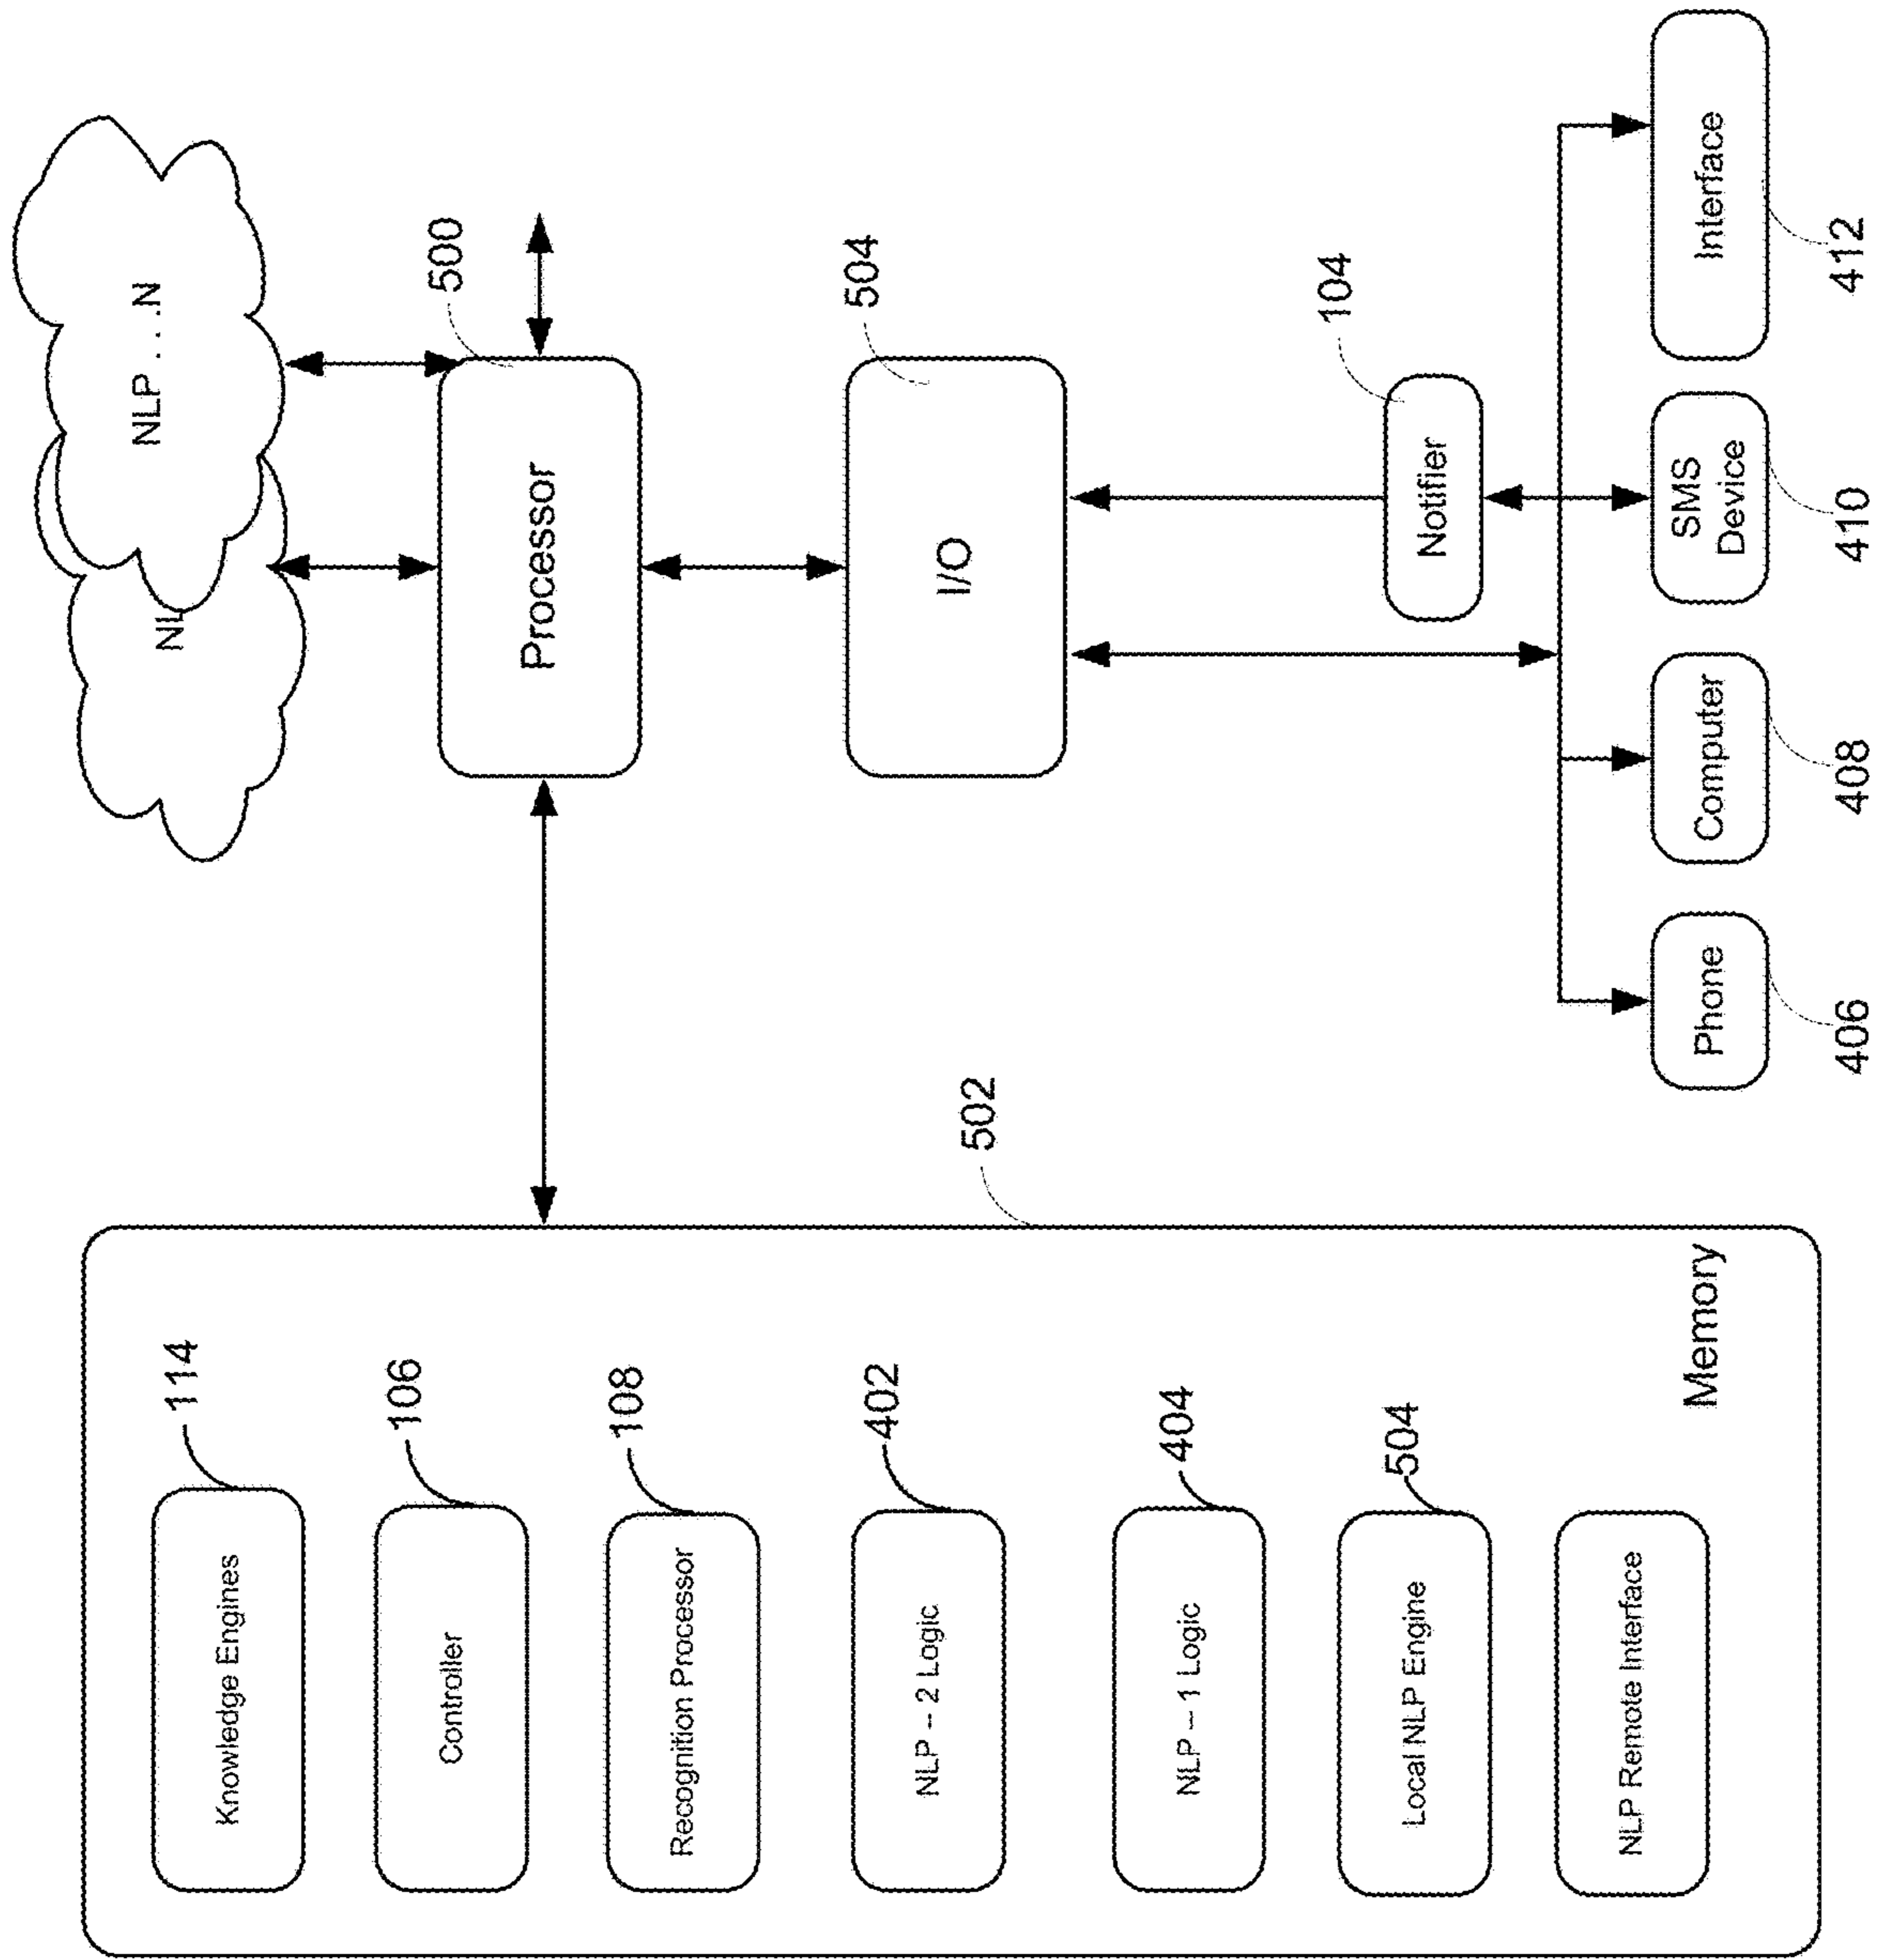 Knowledge Engines
114
Controller
106
Recognition Processor
108
NLP – 2 Logic
402
NLP – 1 Logic
404
Local NLP Engine
504
NLP Remote Interface
Memory
502
NLP . . . N
NL
Processor
500
I/O
504
Notifier
104
Phone
406
Computer
408
SMS
Device
410
Interface
412